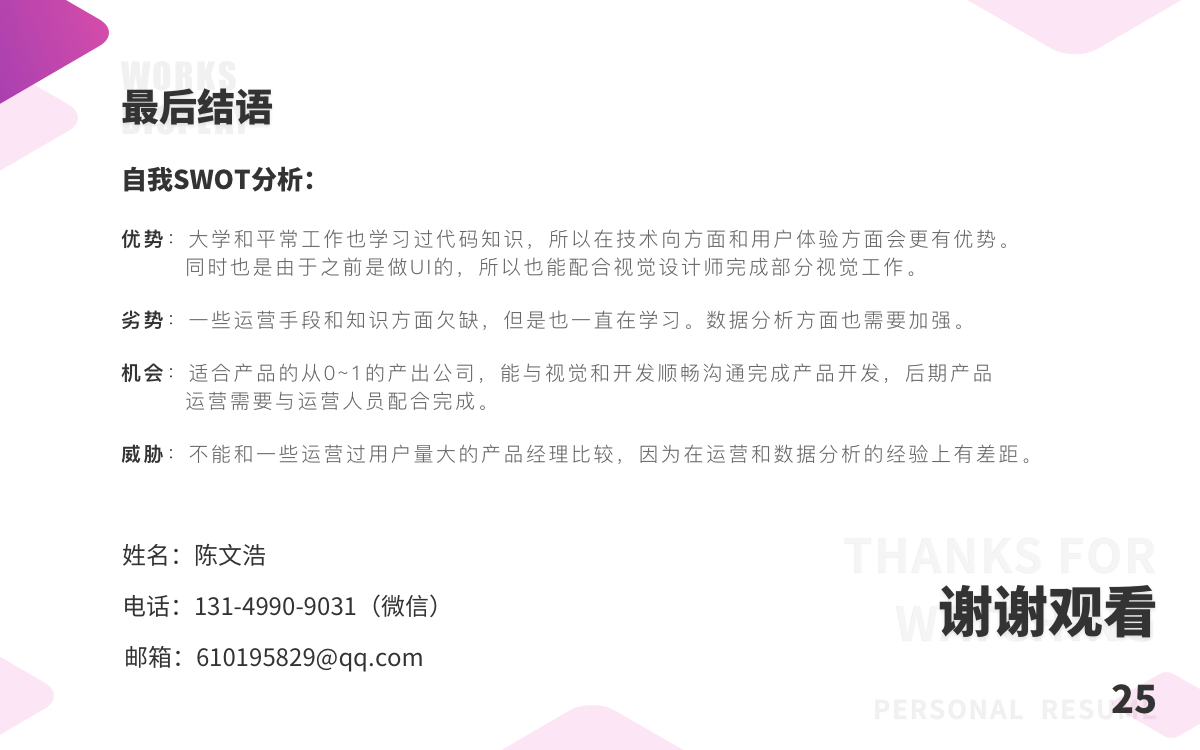 WORKS
最后结语
自我SWOT分析：
优势：大学和平常工作也学习过代码知识，所以在技术向方面和用户体验方面会更有优势。
同时也是由于之前是做UI的，所以也能配合视觉设计师完成部分视觉工作。
劣势：一些运营手段和知识方面欠缺，但是也一直在学习。数据分析方面也需要加强。
机会：适合产品的从0~1的产出公司，能与视觉和开发顺畅沟通完成产品开发，后期产品
运营需要与运营人员配合完成。
威胁：不能和一些运营过用户量大的产品经理比较，因为在运营和数据分析的经验上有差距。
姓名：陈文浩
电话：131-4990-9031（微信）
邮箱：610195829@qq.com
THANKS FOR
谢谢观看
25
PERSONAL RESUME